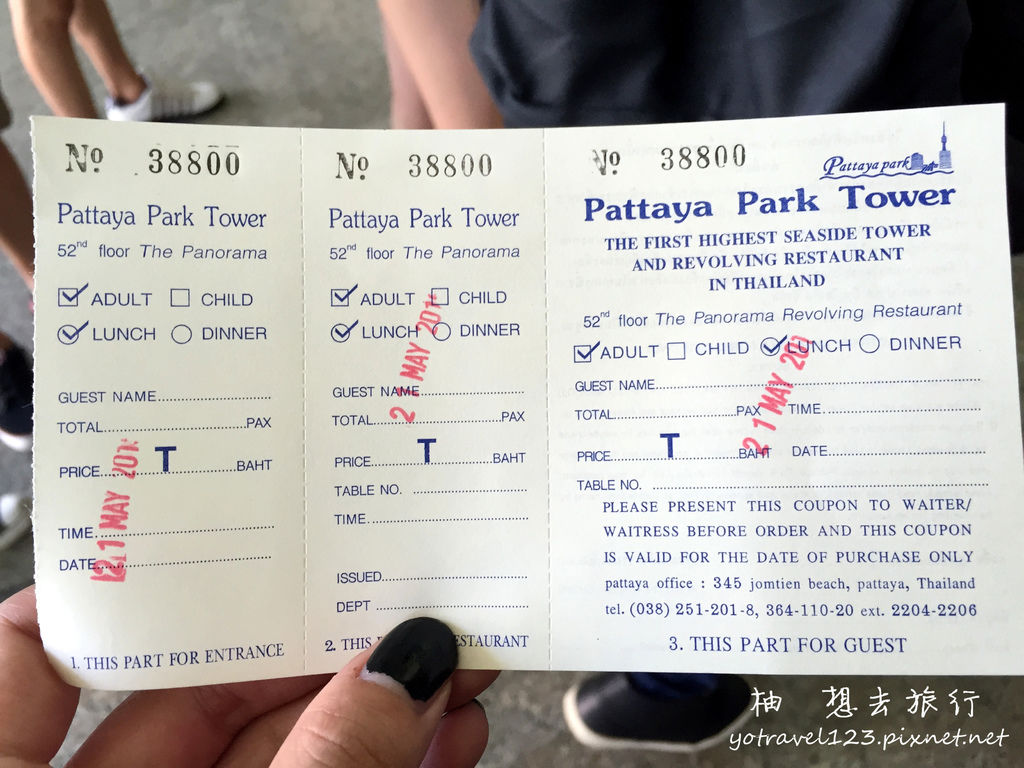 Nº 38800
Pattaya Park Tower
52nd floor The Panorama
ADULT CHILD
LUNCH DINNER
GUEST NAME
TOTAL PAX
PRICE T BAHT
TIME
DATE
21 MAY 201
1. THIS PART FOR ENTRANCE
Nº 38800
Pattaya Park Tower
52nd floor The Panorama
ADULT CHILD
LUNCH DINNER
21 MAY 201
GUEST NAME
TOTAL PAX
PRICE T BAHT
TABLE NO.
TIME
ISSUED
DEPT
2. THIS ESTAURANT
Nº 38800
Pattaya park
Pattaya Park Tower
THE FIRST HIGHEST SEASIDE TOWER
AND REVOLVING RESTAURANT
IN THAILAND
52nd floor The Panorama Revolving Restaurant
ADULT CHILD LUNCH DINNER
21 MAY 201
GUEST NAME
TOTAL PAX TIME
PRICE T BAHT DATE
TABLE NO.
PLEASE PRESENT THIS COUPON TO WAITER/
WAITRESS BEFORE ORDER AND THIS COUPON
IS VALID FOR THE DATE OF PURCHASE ONLY
pattaya office : 345 jomtien beach, pattaya, Thailand
tel. (038) 251-201-8, 364-110-20 ext. 2204-2206
3. THIS PART FOR GUEST
柚 想去旅行
yotravel123.pixnet.net